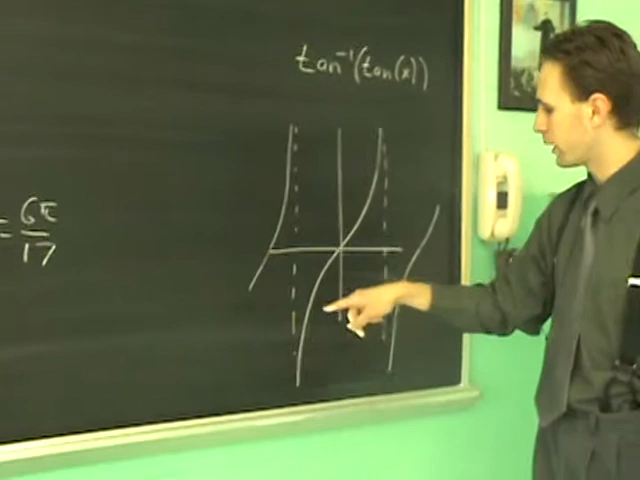 tan⁻¹(tan(x))
= 6π/17